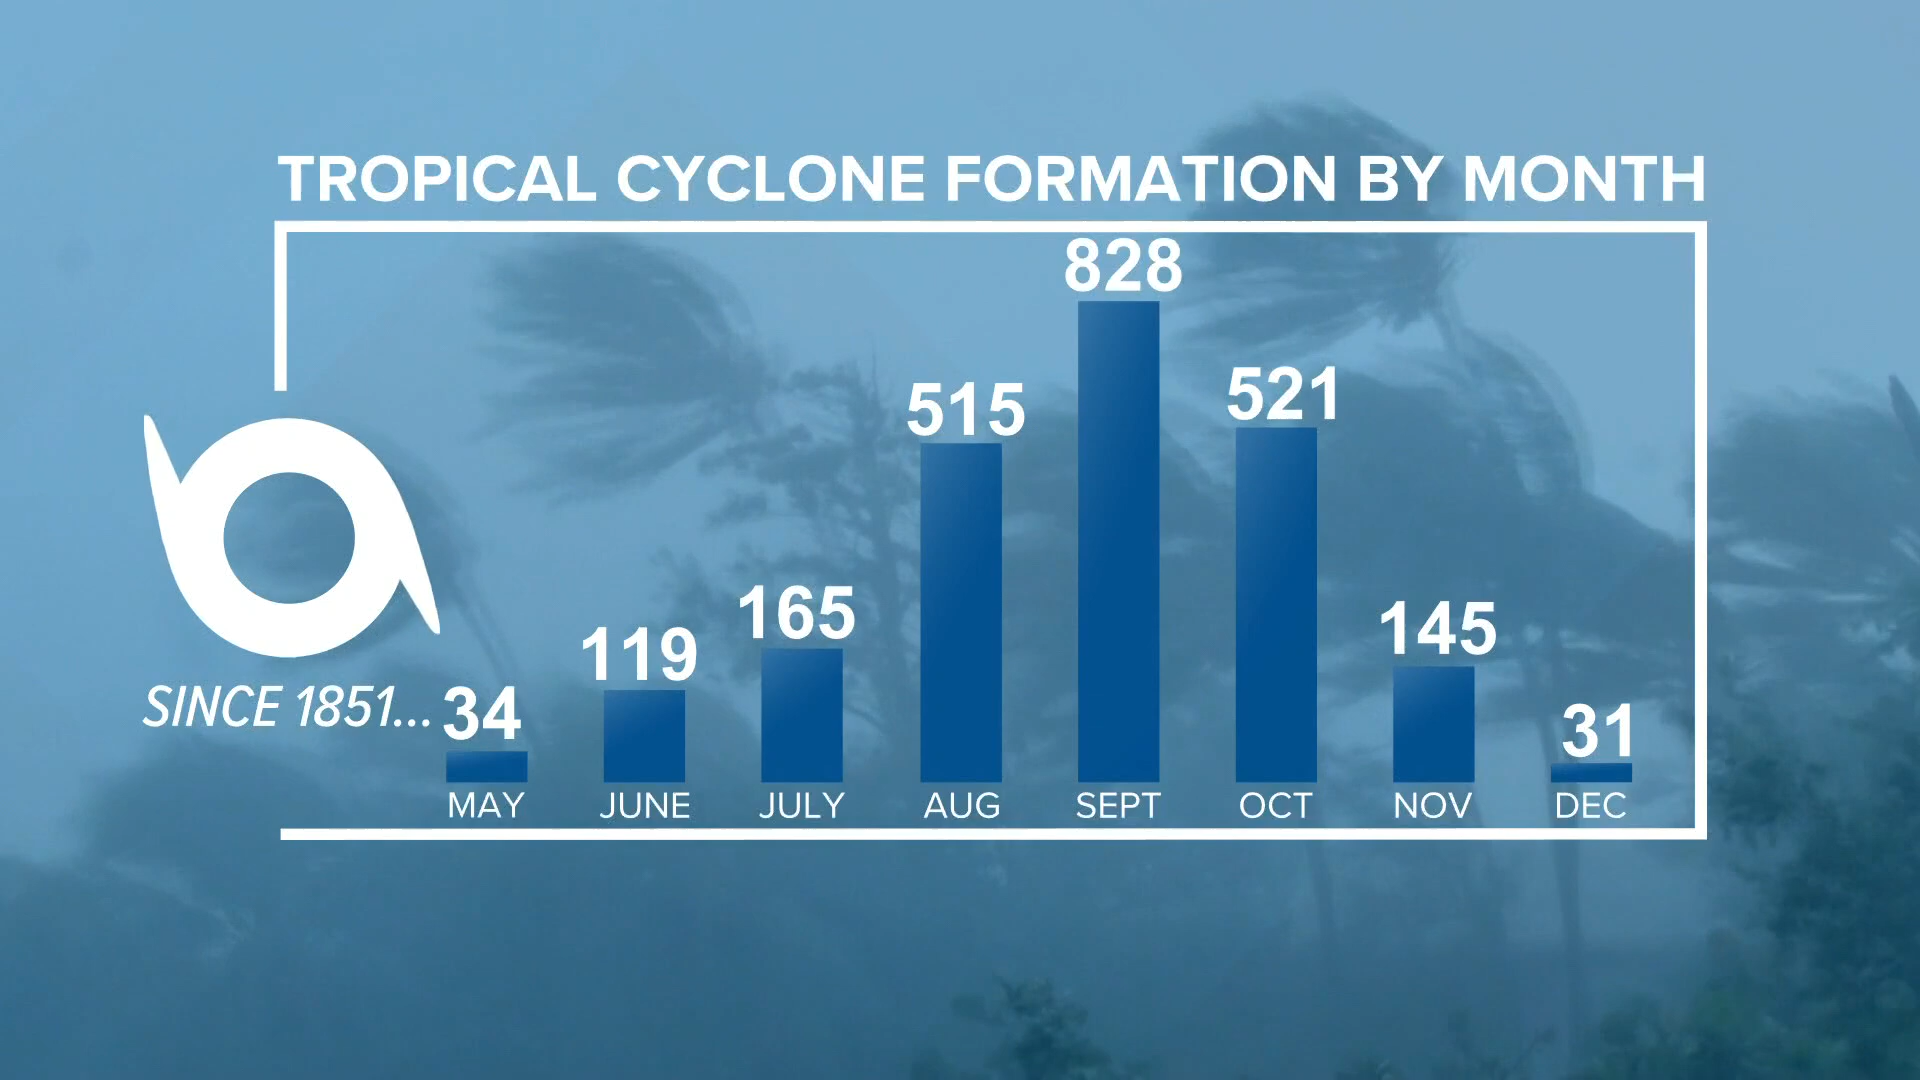 TROPICAL CYCLONE FORMATION BY MONTH
828
521
515
165
145
119
31
SINCE 1851... 34
MAY JUNE JULY AUG SEPT OCT NOV DEC